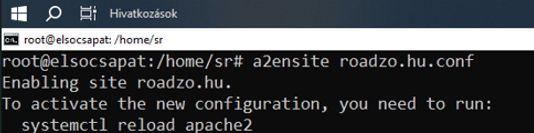 Hivatkozások
root@elsocsapat: /home/sr
root@elsocsapat:/home/sr# a2ensite roadzo.hu.conf
Enabling site roadzo.hu.
To activate the new configuration, you need to run:
  systemctl reload apache2